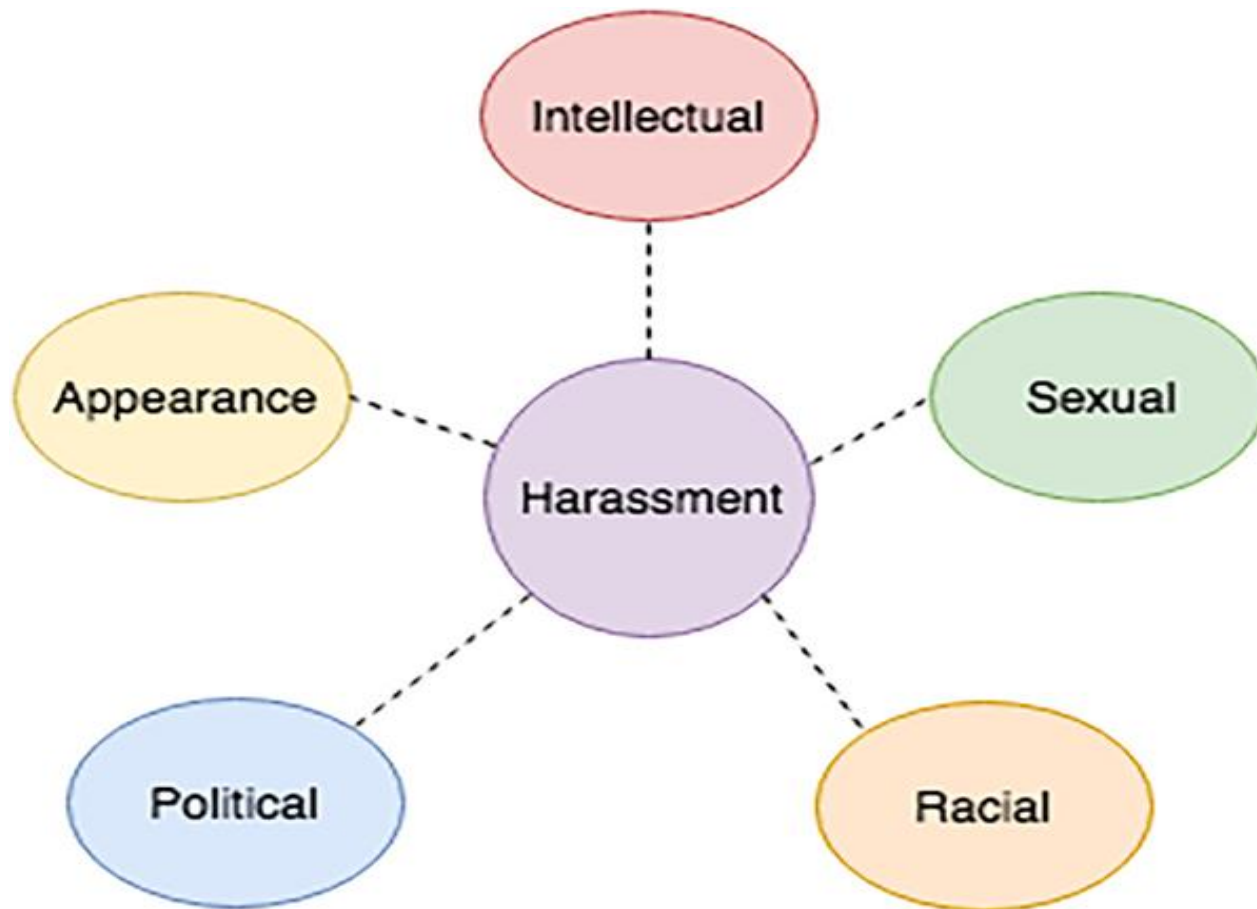 Intellectual
Appearance
Sexual
Harassment
Political
Racial